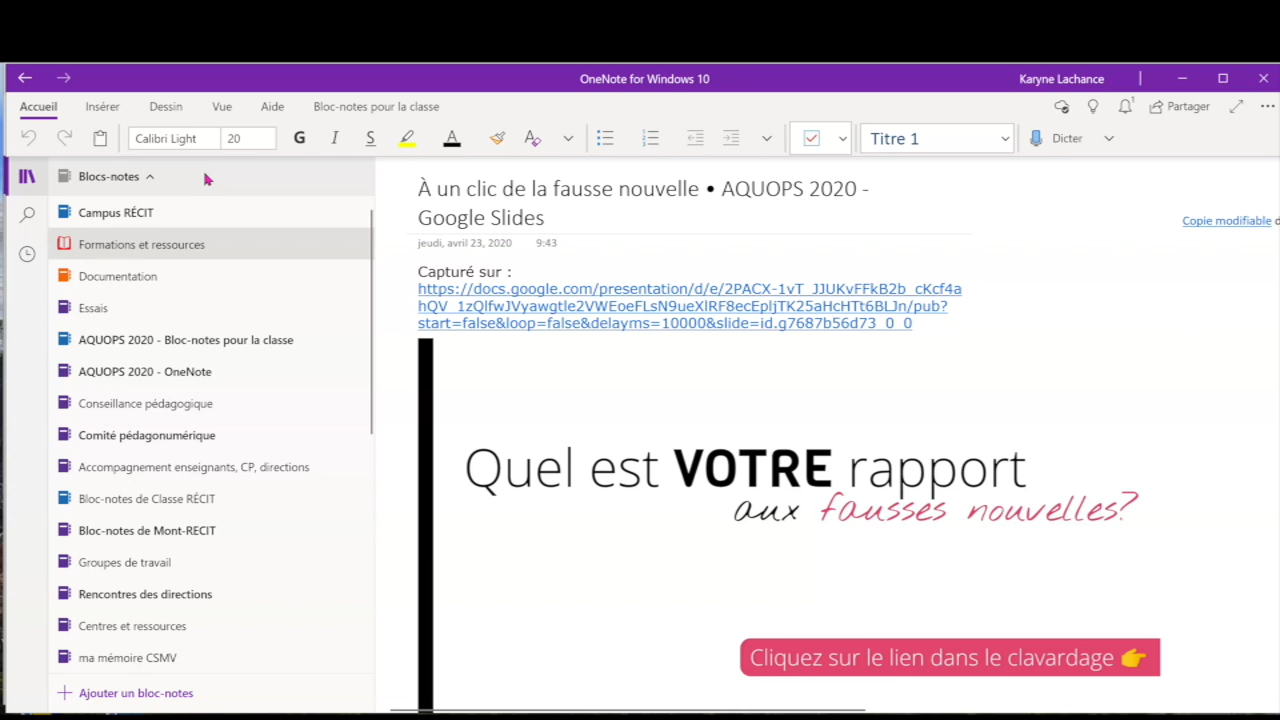 OneNote for Windows 10
Karyne Lachance
Accueil Insérer Dessin Vue Aide Bloc-notes pour la classe
Partager
Calibri Light 20 G I S A A Titre 1 Dicter
Blocs-notes
Campus RÉCIT
Formations et ressources
Documentation
Essais
AQUOPS 2020 - Bloc-notes pour la classe
AQUOPS 2020 - OneNote
Conseillance pédagogique
Comité pédagonumérique
Accompagnement enseignants, CP, directions
Bloc-notes de Classe RÉCIT
Bloc-notes de Mont-RECIT
Groupes de travail
Rencontres des directions
Centres et ressources
ma mémoire CSMV
Ajouter un bloc-notes
À un clic de la fausse nouvelle • AQUOPS 2020 -
Google Slides
jeudi, avril 23, 2020 9:43
Copie modifiable d
Capturé sur :
https://docs.google.com/presentation/d/e/2PACX-1vT_JJUKvFFkB2b_cKcf4a
hQV_1zQlfwJVyawgtle2VWEoeFLsN9ueXlRF8ecEpljTK25aHcHTt6BLJn/pub?
start=false&loop=false&delayms=10000&slide=id.g7687b56d73_0_0
Quel est VOTRE rapport
aux fausses nouvelles?
Cliquez sur le lien dans le clavardage 👉